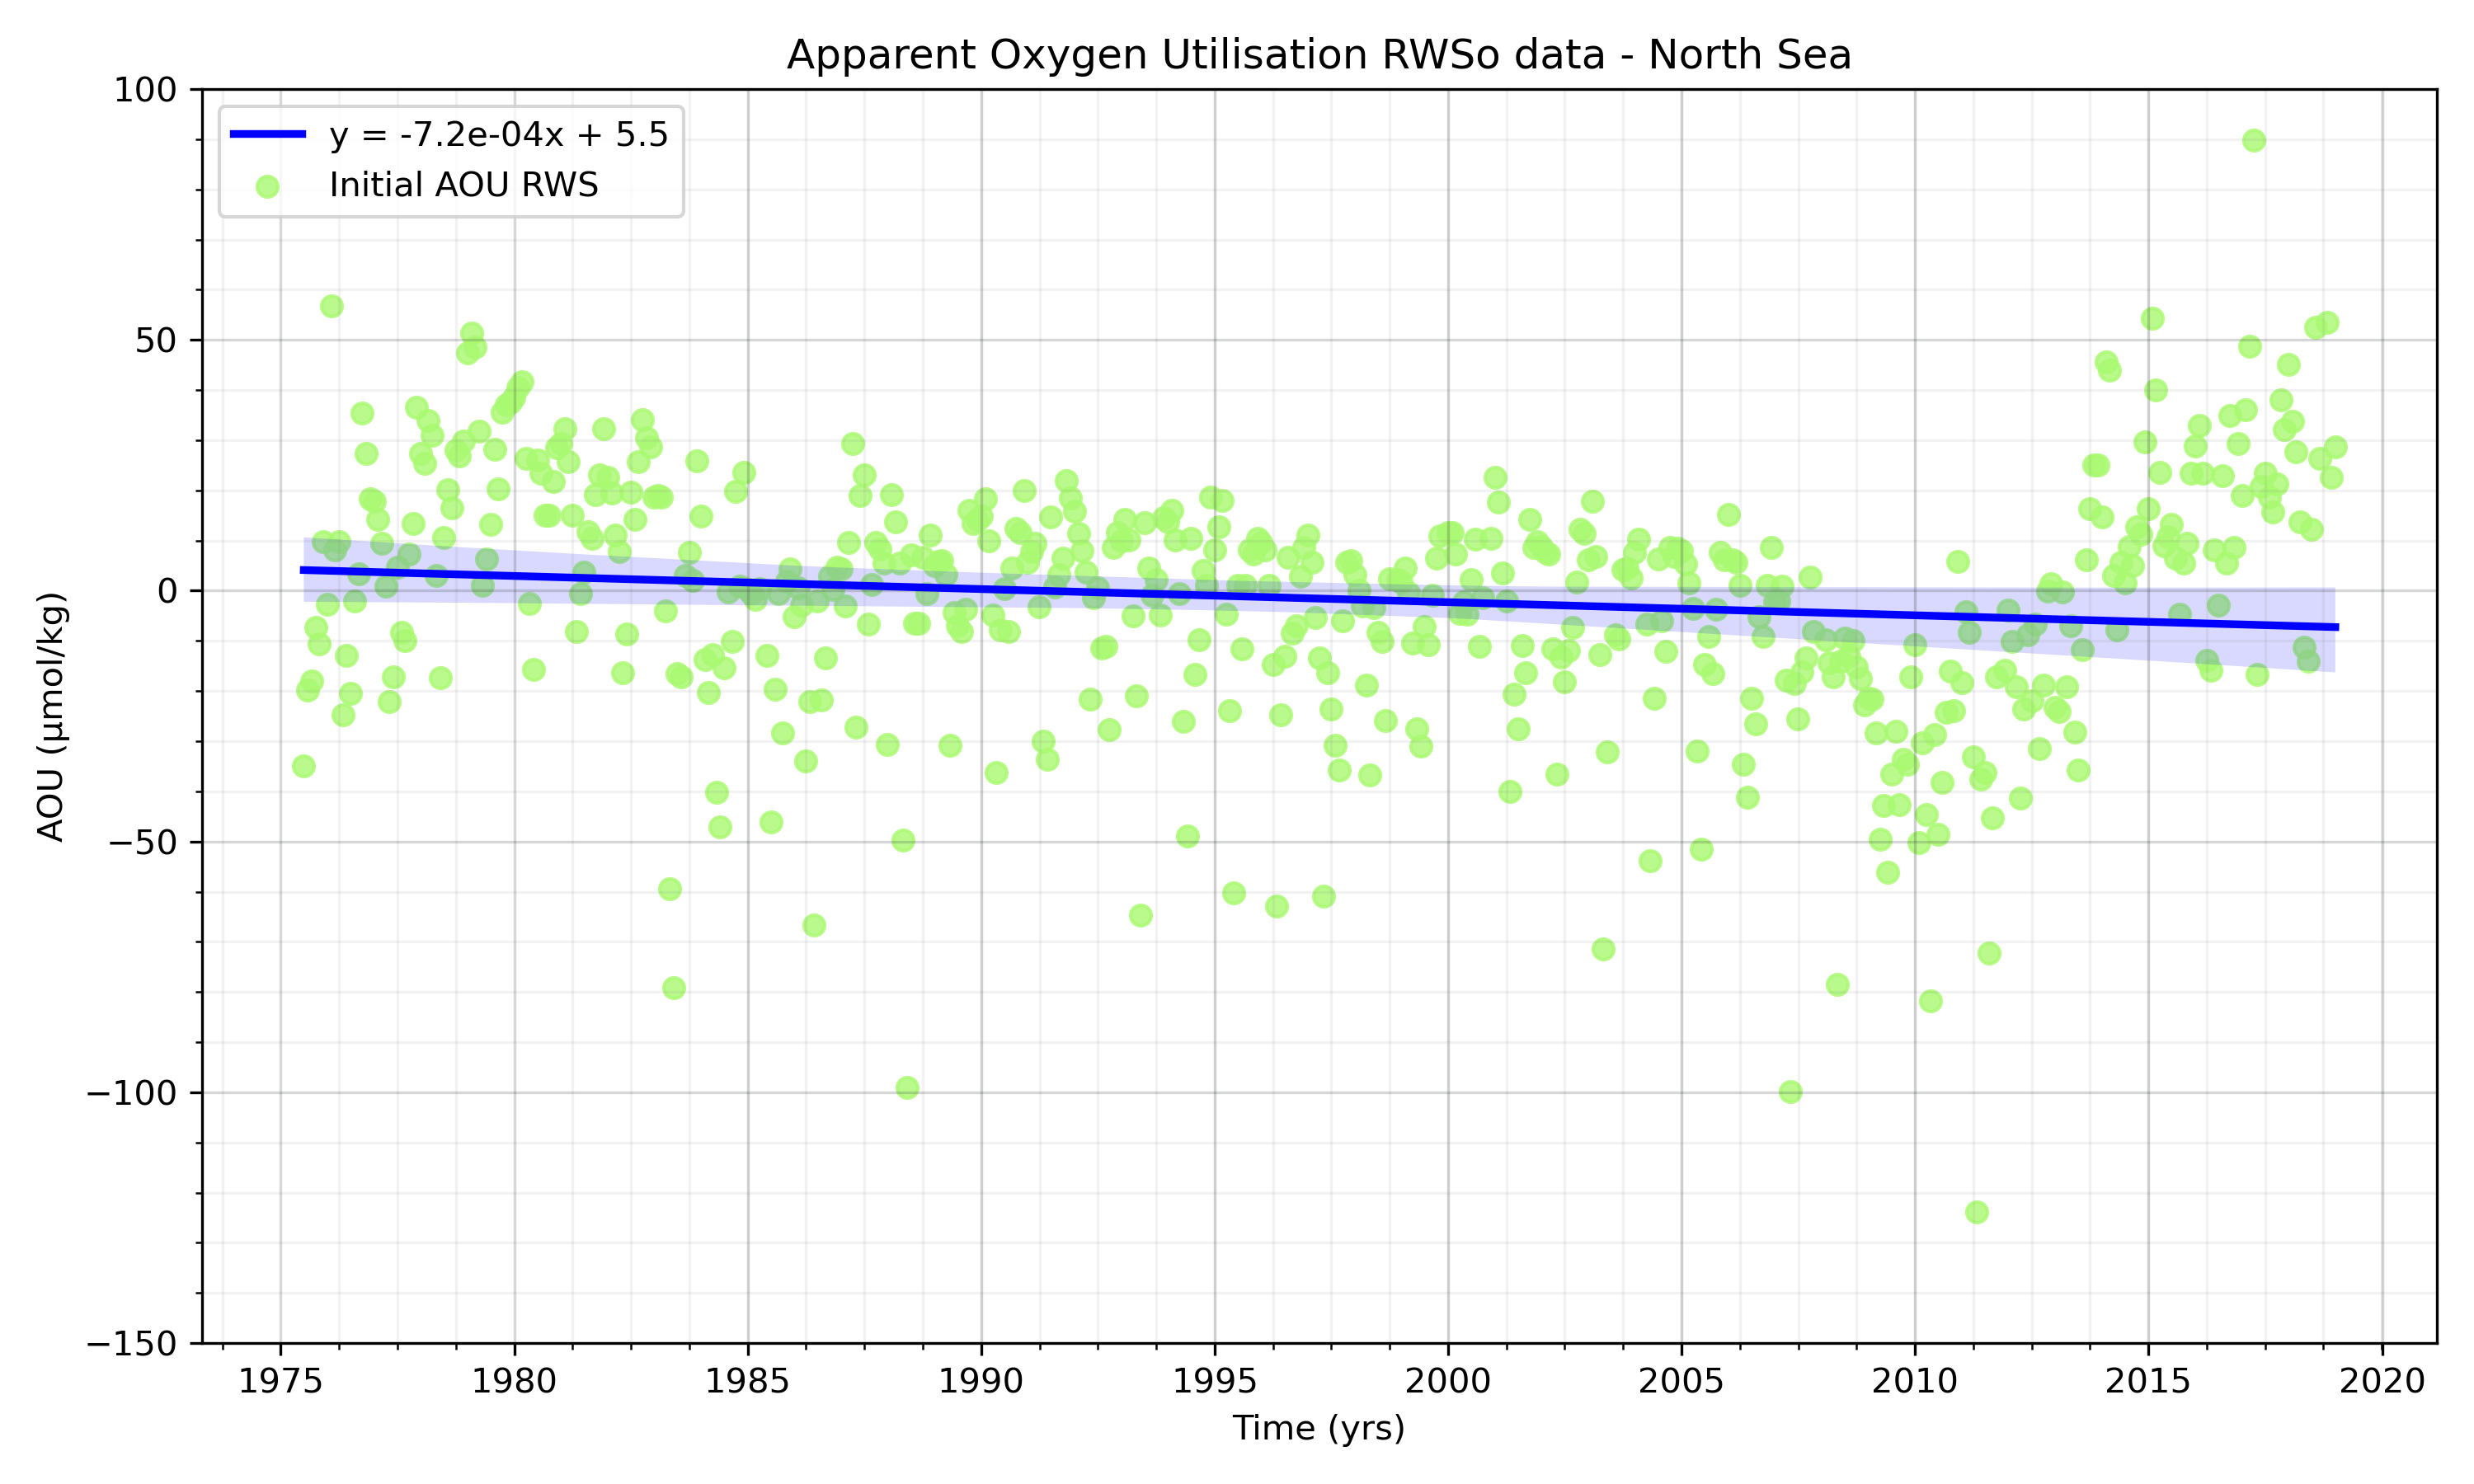 Apparent Oxygen Utilisation RWSo data - North Sea
100
50
0
−50
−100
−150
AOU (µmol/kg)
y = -7.2e-04x + 5.5
Initial AOU RWS
1975 1980 1985 1990 1995 2000 2005 2010 2015 2020
Time (yrs)